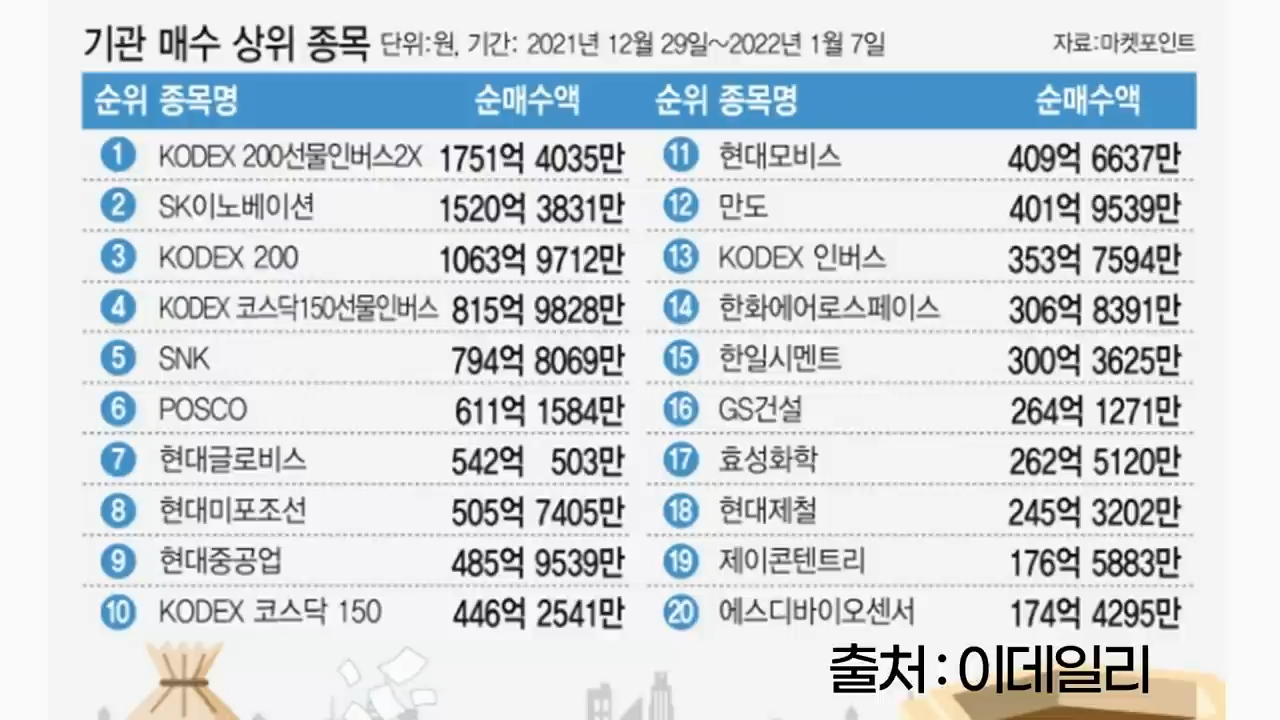 기관 매수 상위 종목 단위:원, 기간: 2021년 12월 29일~2022년 1월 7일 자료:마켓포인트
순위 종목명 순매수액 순위 종목명 순매수액
1 KODEX 200선물인버스2X 1751억 4035만 11 현대모비스 409억 6637만
2 SK이노베이션 1520억 3831만 12 만도 401억 9539만
3 KODEX 200 1063억 9712만 13 KODEX 인버스 353억 7594만
4 KODEX 코스닥150선물인버스 815억 9828만 14 한화에어로스페이스 306억 8391만
5 SNK 794억 8069만 15 한일시멘트 300억 3625만
6 POSCO 611억 1584만 16 GS건설 264억 1271만
7 현대글로비스 542억 503만 17 효성화학 262억 5120만
8 현대미포조선 505억 7405만 18 현대제철 245억 3202만
9 현대중공업 485억 9539만 19 제이콘텐트리 176억 5883만
10 KODEX 코스닥 150 446억 2541만 20 에스디바이오센서 174억 4295만
출처 : 이데일리